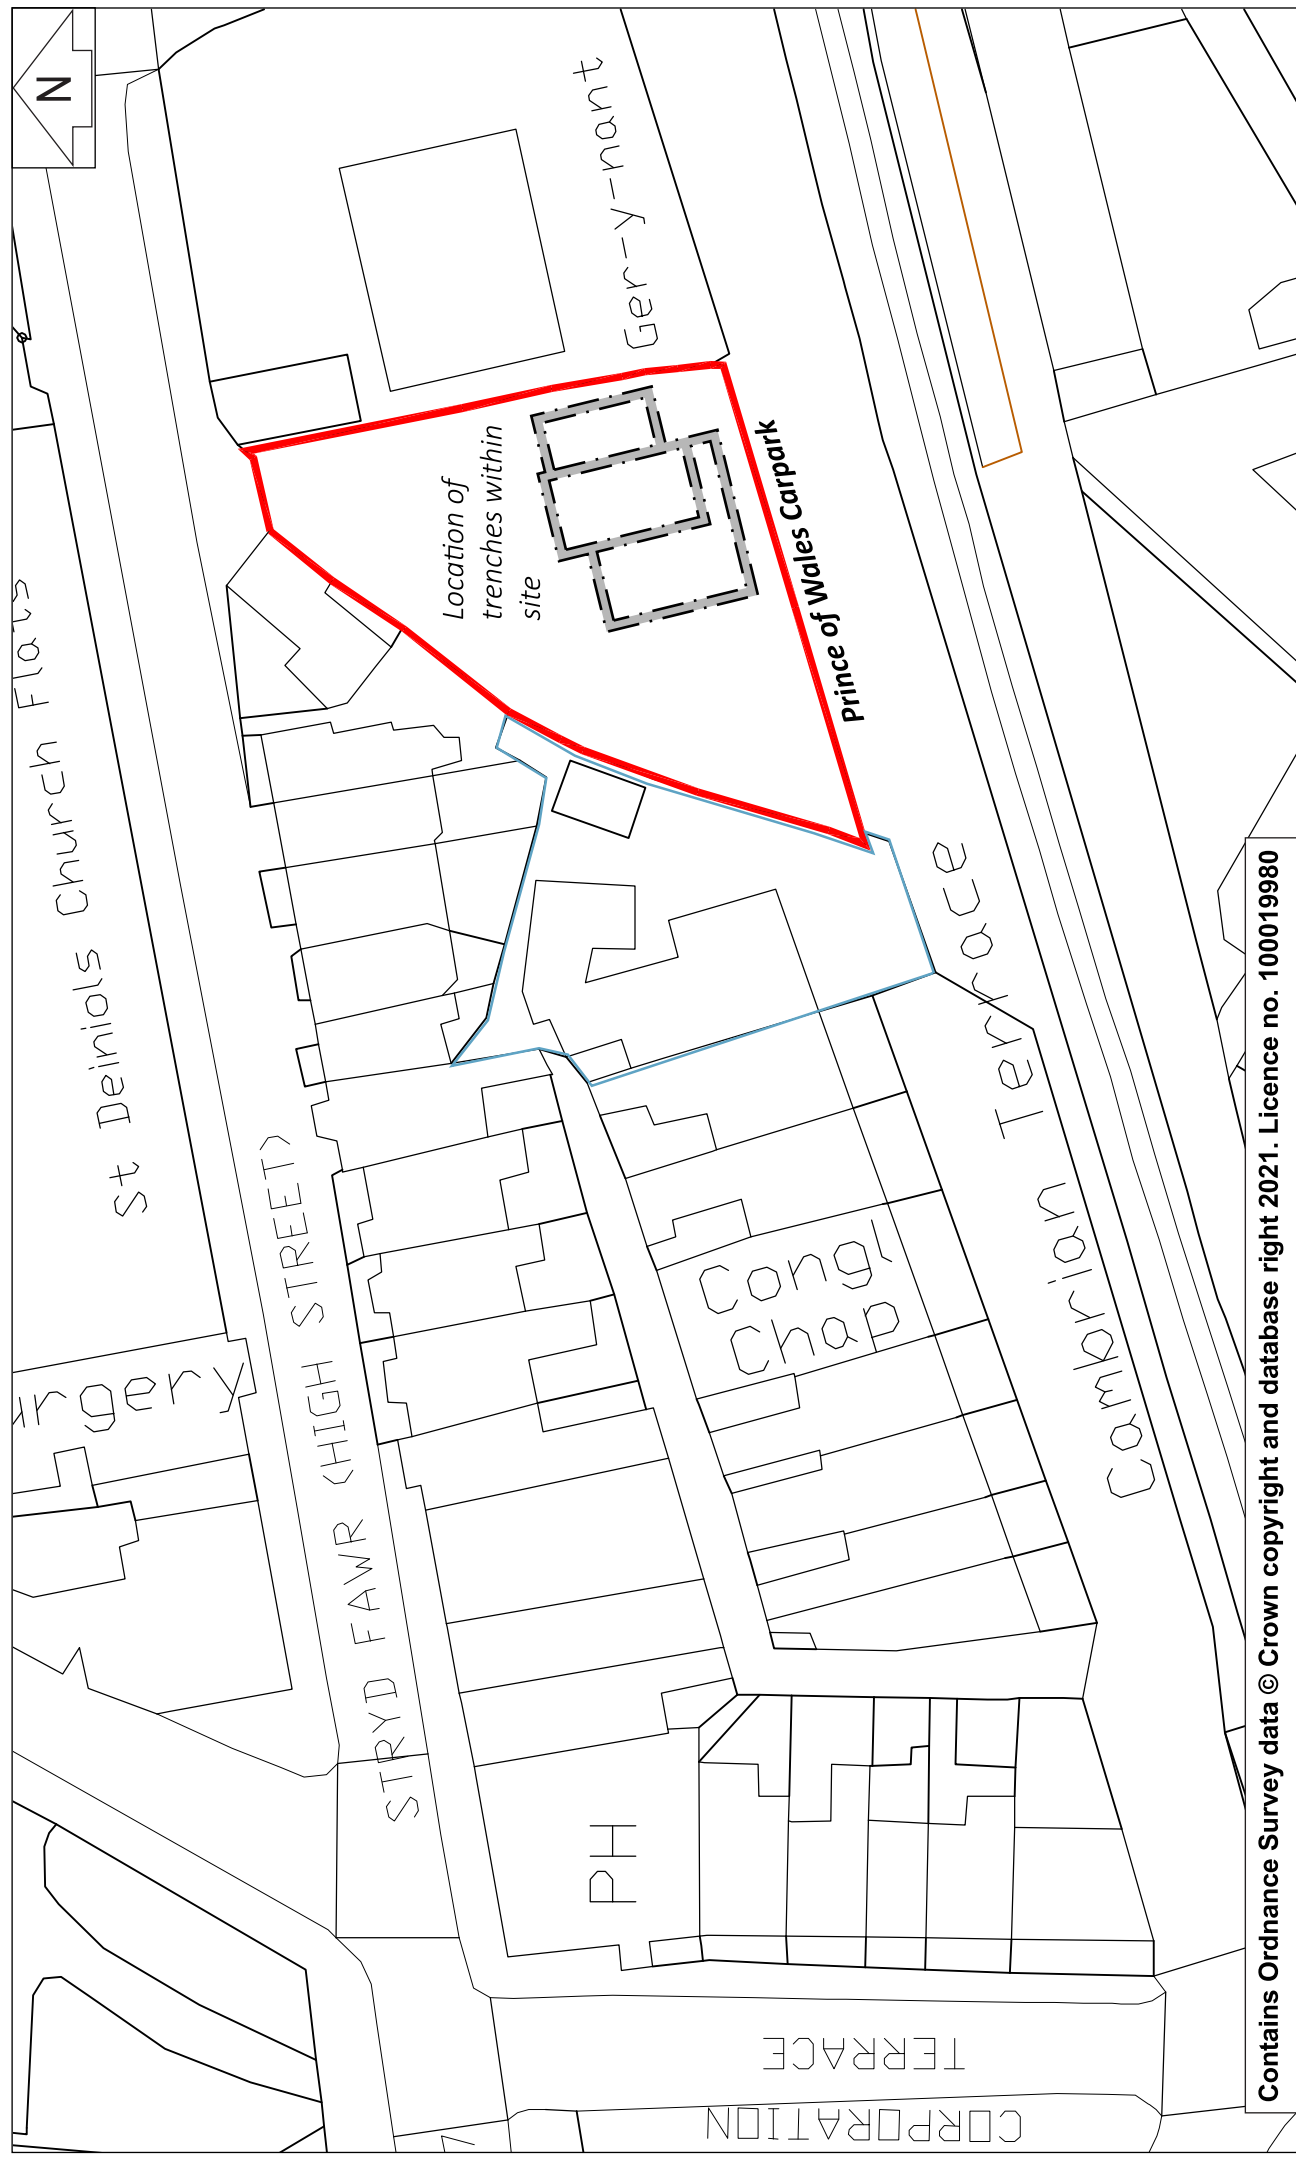 N
St Deiniols Church Flats
urgery
STRYD FAWR (HIGH STREET)
Location of
trenches within
site
Ger-y-nant
Prince of Wales Carpark
Congl
Chap
Cambrian Terrace
PH
CORPORATION
TERRACE
Contains Ordnance Survey data © Crown copyright and database right 2021. Licence no. 100019980